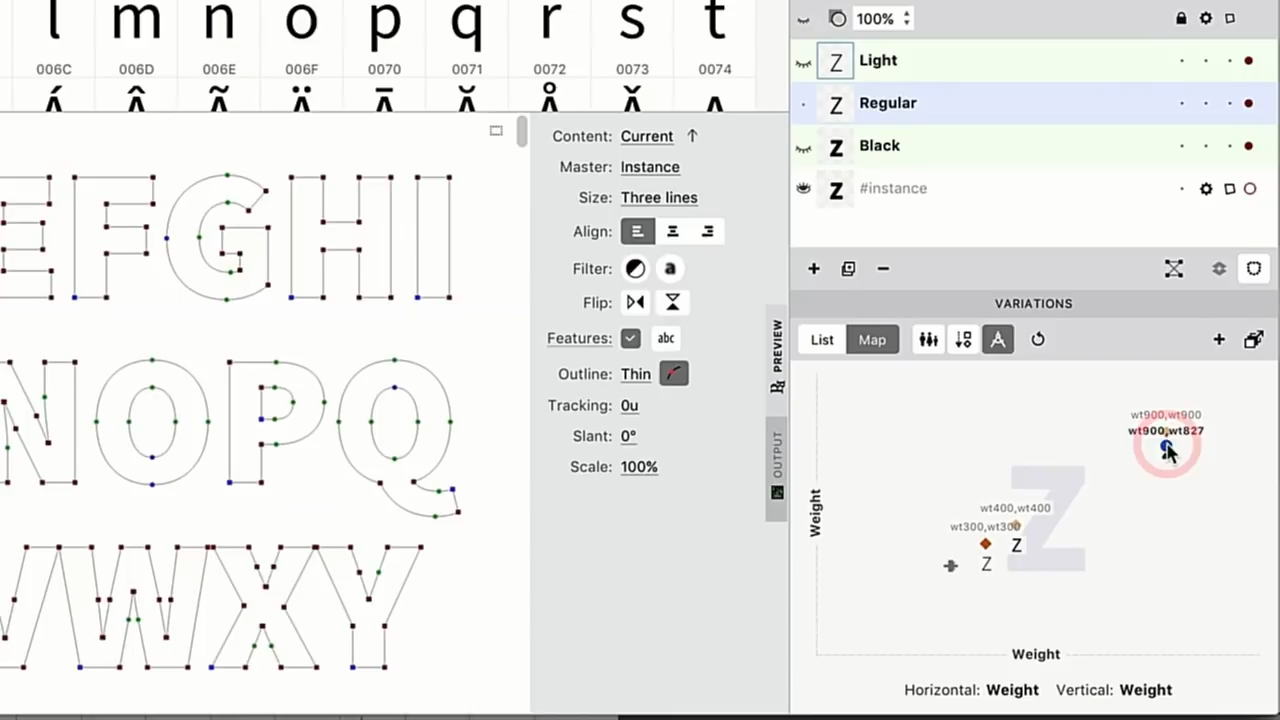 l m n o p q r s t
006C 006D 006E 006F 0070 0071 0072 0073 0074
E F G H I
N O P Q
W X Y
Content: Current ↑
Master: Instance
Size: Three lines
Align:
Filter: a
Flip:
Features: abc
Outline: Thin
Tracking: 0u
Slant: 0°
Scale: 100%
PREVIEW
OUTPUT
100%
Z Light
Z Regular
Z Black
Z #instance
VARIATIONS
List Map
wt900,wt900
wt900,wt827
Z
wt400,wt400
wt300,wt300
Z
Z
Weight
Weight
Horizontal: Weight Vertical: Weight